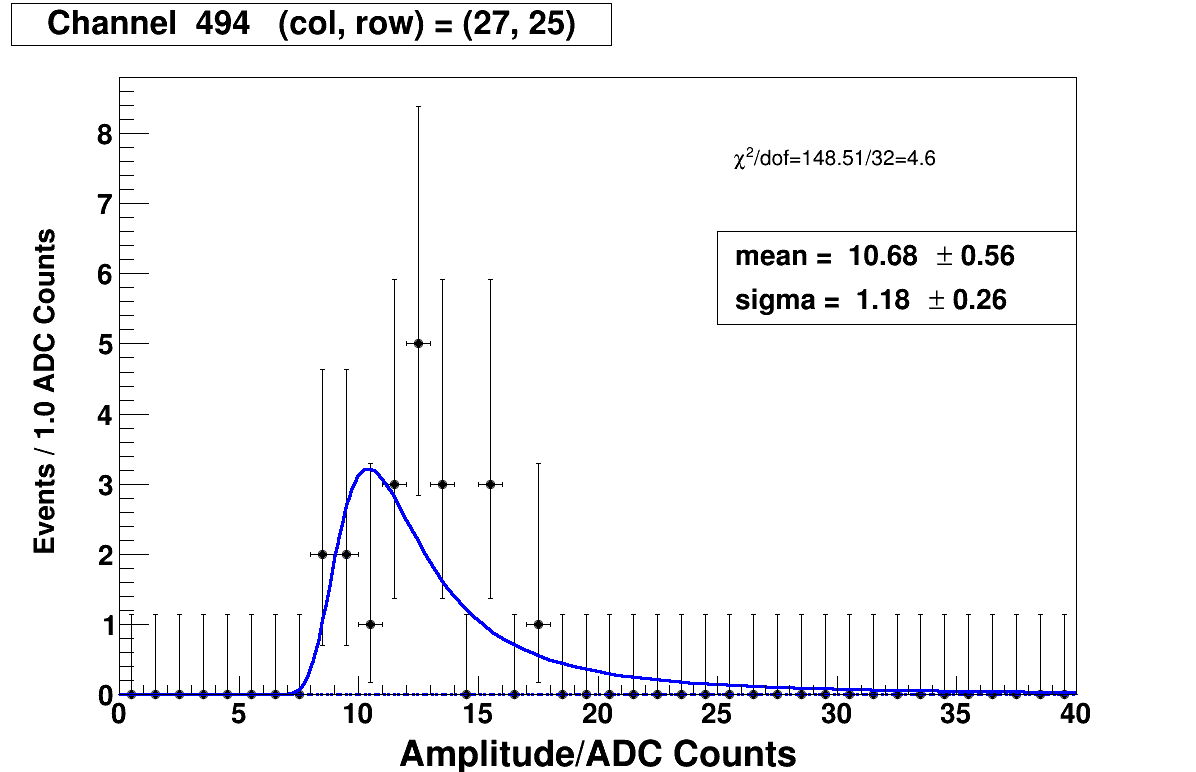 Channel 494 (col, row) = (27, 25)
χ²/dof=148.51/32=4.6
mean = 10.68 ± 0.56
sigma = 1.18 ± 0.26
Events / 1.0 ADC Counts
8
7
6
5
4
3
2
1
0
0 5 10 15 20 25 30 35 40
Amplitude/ADC Counts